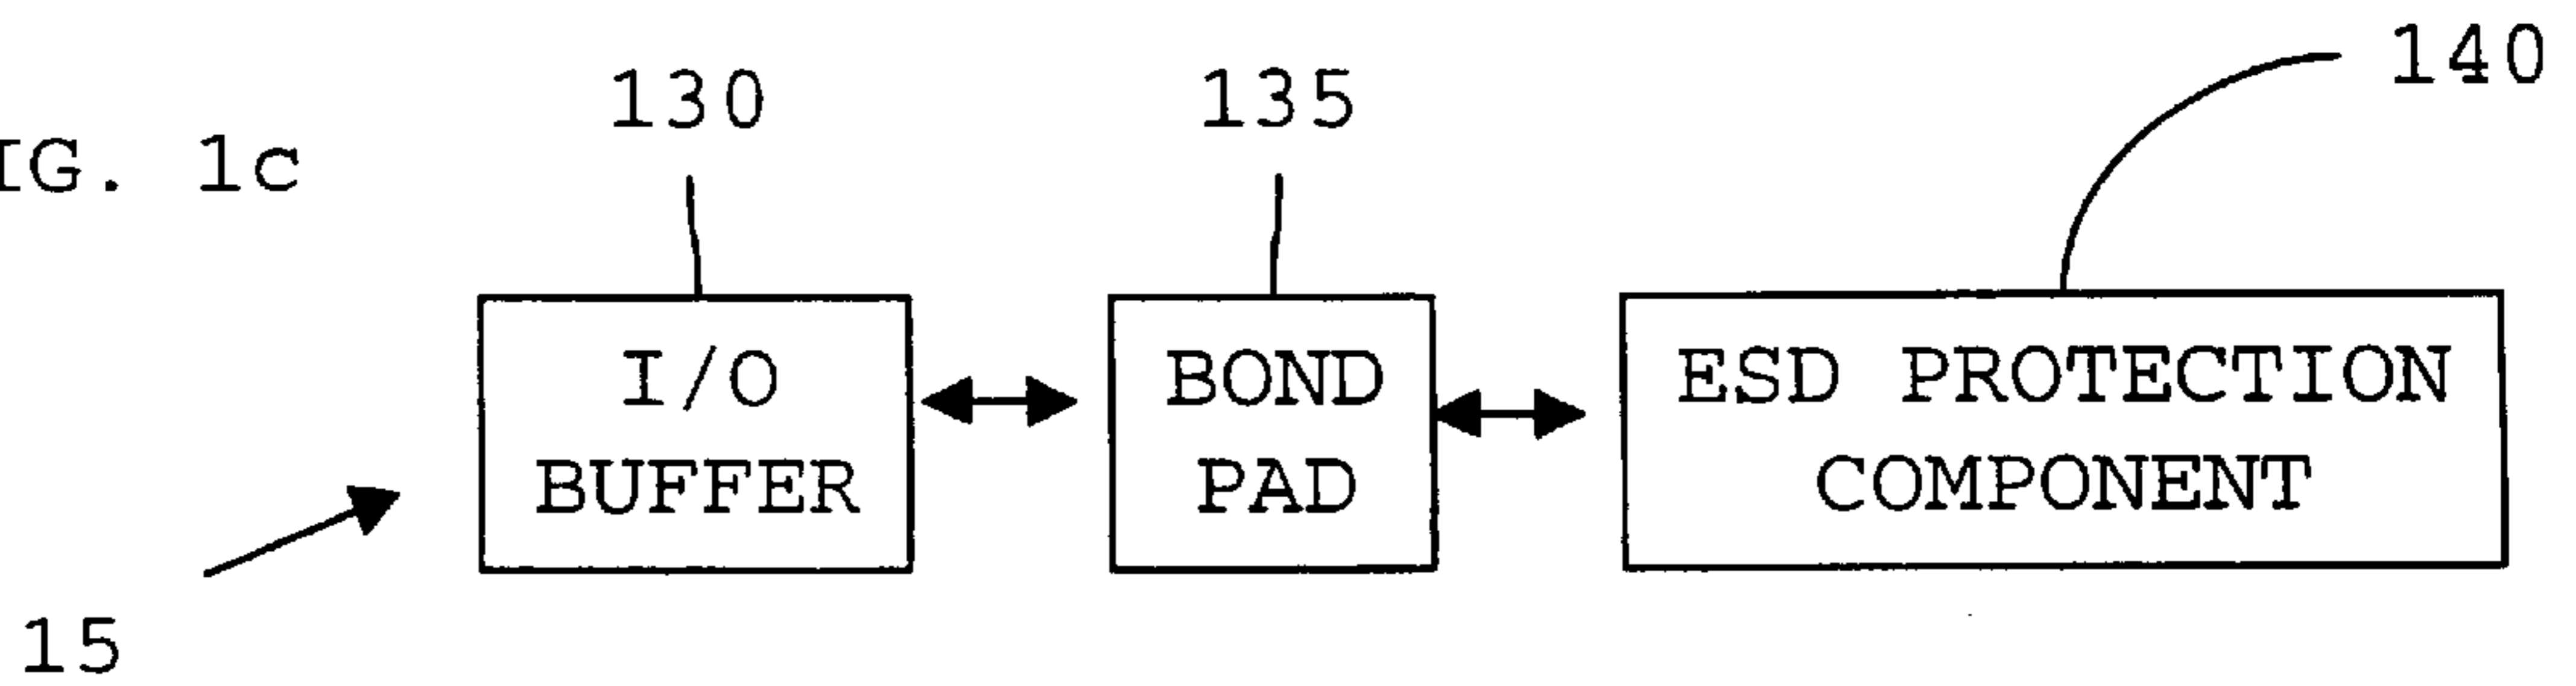 140
130
135
IG. 1c
I/O
BUFFER
BOND
PAD
ESD PROTECTION
COMPONENT
15